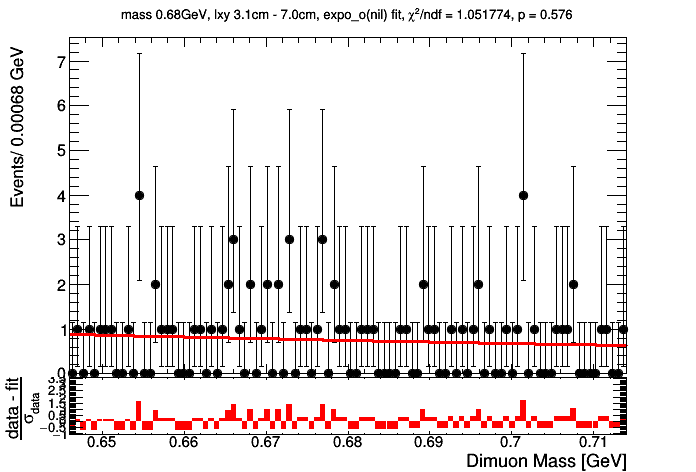 mass 0.68GeV, lxy 3.1cm - 7.0cm, expo_o(nil) fit, χ²/ndf = 1.051774, p = 0.576
Events/ 0.00068 GeV
7
6
5
4
3
2
1
0
data - fit
σdata
0.65 0.66 0.67 0.68 0.69 0.7 0.71
Dimuon Mass [GeV]